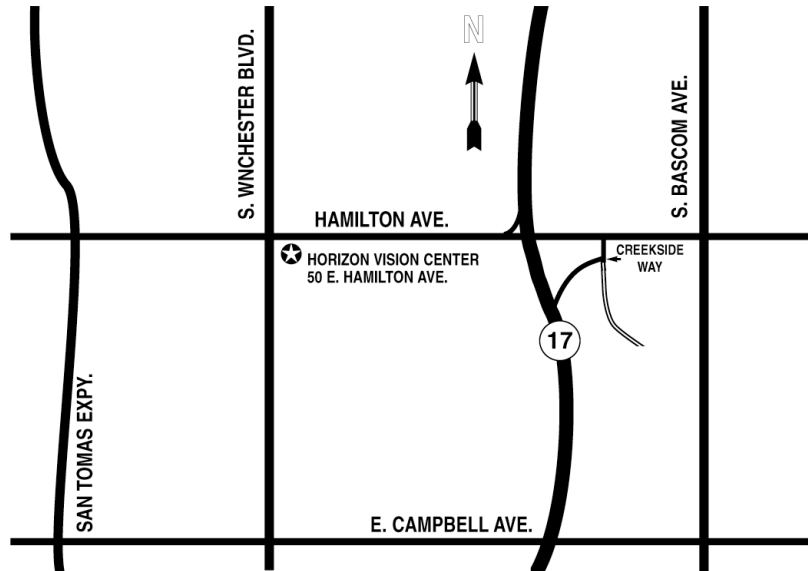 N
S. WNCHESTER BLVD.
S. BASCOM AVE.
HAMILTON AVE.
HORIZON VISION CENTER
50 E. HAMILTON AVE.
CREEKSIDE
WAY
17
SAN TOMAS EXPY.
E. CAMPBELL AVE.